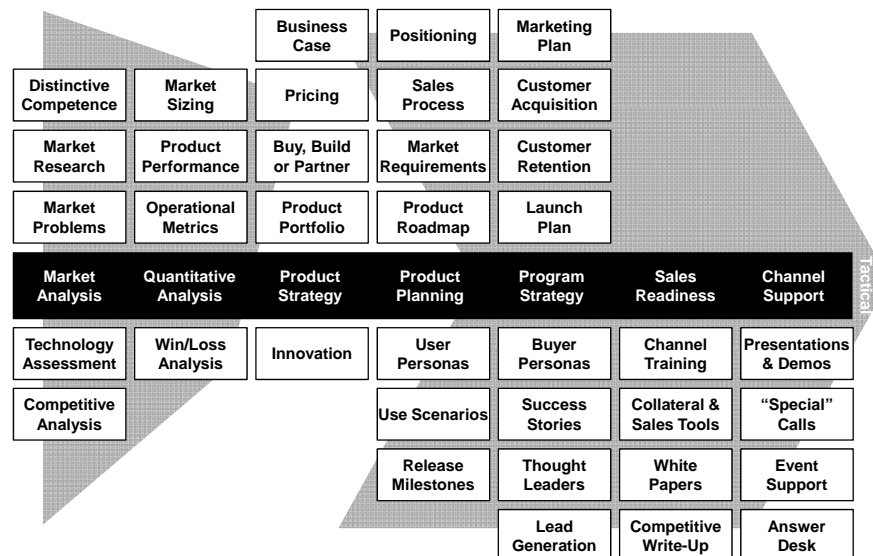 Business
Case
Positioning
Marketing
Plan
Distinctive
Competence
Market
Sizing
Pricing
Sales
Process
Customer
Acquisition
Market
Research
Product
Performance
Buy, Build
or Partner
Market
Requirements
Customer
Retention
Market
Problems
Operational
Metrics
Product
Portfolio
Product
Roadmap
Launch
Plan
Market
Analysis
Quantitative
Analysis
Product
Strategy
Product
Planning
Program
Strategy
Sales
Readiness
Channel
Support
Tactical
Technology
Assessment
Win/Loss
Analysis
Innovation
User
Personas
Buyer
Personas
Channel
Training
Presentations
& Demos
Competitive
Analysis
Use Scenarios
Success
Stories
Collateral &
Sales Tools
“Special”
Calls
Release
Milestones
Thought
Leaders
White
Papers
Event
Support
Lead
Generation
Competitive
Write-Up
Answer
Desk